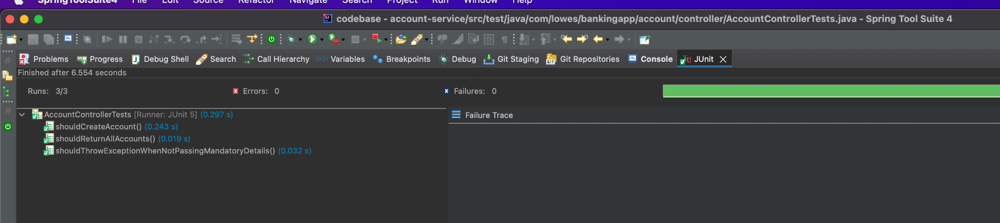 SpringToolSuite4 File Edit Source Refactor Navigate Search Project Run Window Help
codebase - account-service/src/test/java/com/lowes/bankingapp/account/controller/AccountControllerTests.java - Spring Tool Suite 4
Problems Progress Debug Shell Search Call Hierarchy (x)= Variables Breakpoints Debug Git Staging GIT Git Repositories Console JU JUnit
Finished after 6.554 seconds
Runs: 3/3 Errors: 0 Failures: 0
AccountControllerTests [Runner: JUnit 5] (0.297 s)
Failure Trace
shouldCreateAccount() (0.243 s)
shouldReturnAllAccounts() (0.019 s)
shouldThrowExceptionWhenNotPassingMandatoryDetails() (0.032 s)